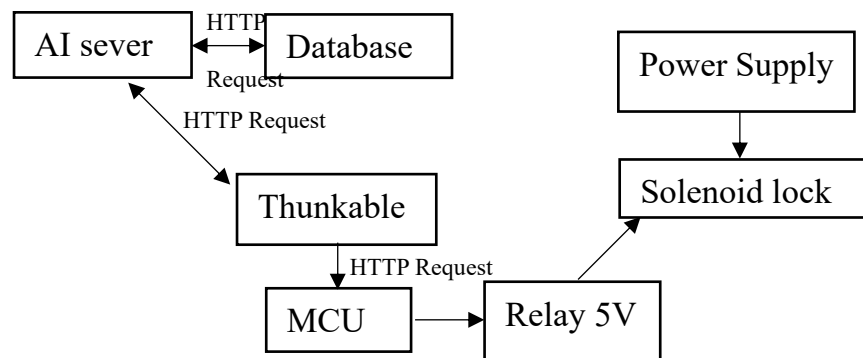 AI sever
HTTP
Request
Database
Power Supply
HTTP Request
Solenoid lock
Thunkable
HTTP Request
MCU
Relay 5V